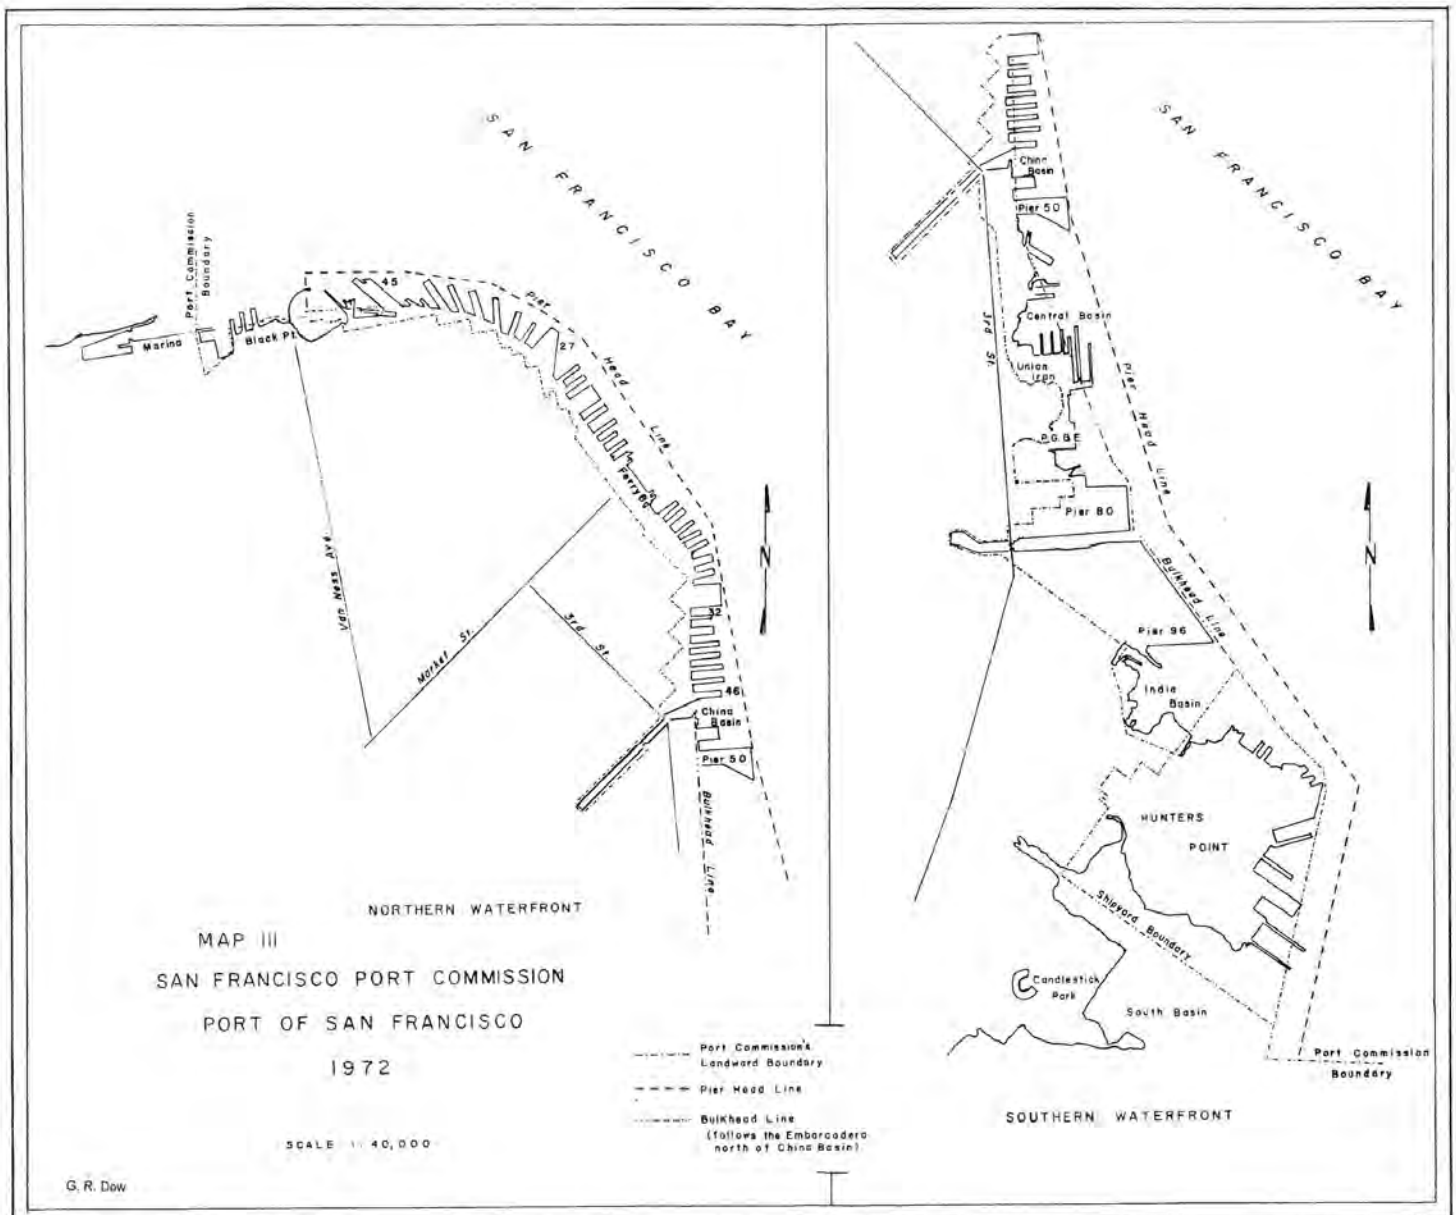 SAN FRANCISCO BAY
Port Commission
Boundary
Marina
Black Pt.
45
Pier Head Line
27
Ferry Bd
Van Ness Ave.
Market St.
3rd St.
32
46
China
Basin
Pier 50
Bulkhead Line
N
NORTHERN WATERFRONT
MAP III
SAN FRANCISCO PORT COMMISSION
PORT OF SAN FRANCISCO
1972
SCALE 1: 40,000
G. R. Dow
Port Commission's
Landward Boundary
Pier Head Line
Bulkhead Line
(follows the Embarcadero
north of China Basin)
SAN FRANCISCO BAY
China
Basin
Pier 50
3rd St.
Central Basin
Union
Iron
Pier Head Line
P.G.&E
Pier 80
N
Bulkhead Line
Pier 96
India
Basin
HUNTERS
POINT
Shipyard Boundary
Candlestick
Park
South Basin
Port Commission
Boundary
SOUTHERN WATERFRONT